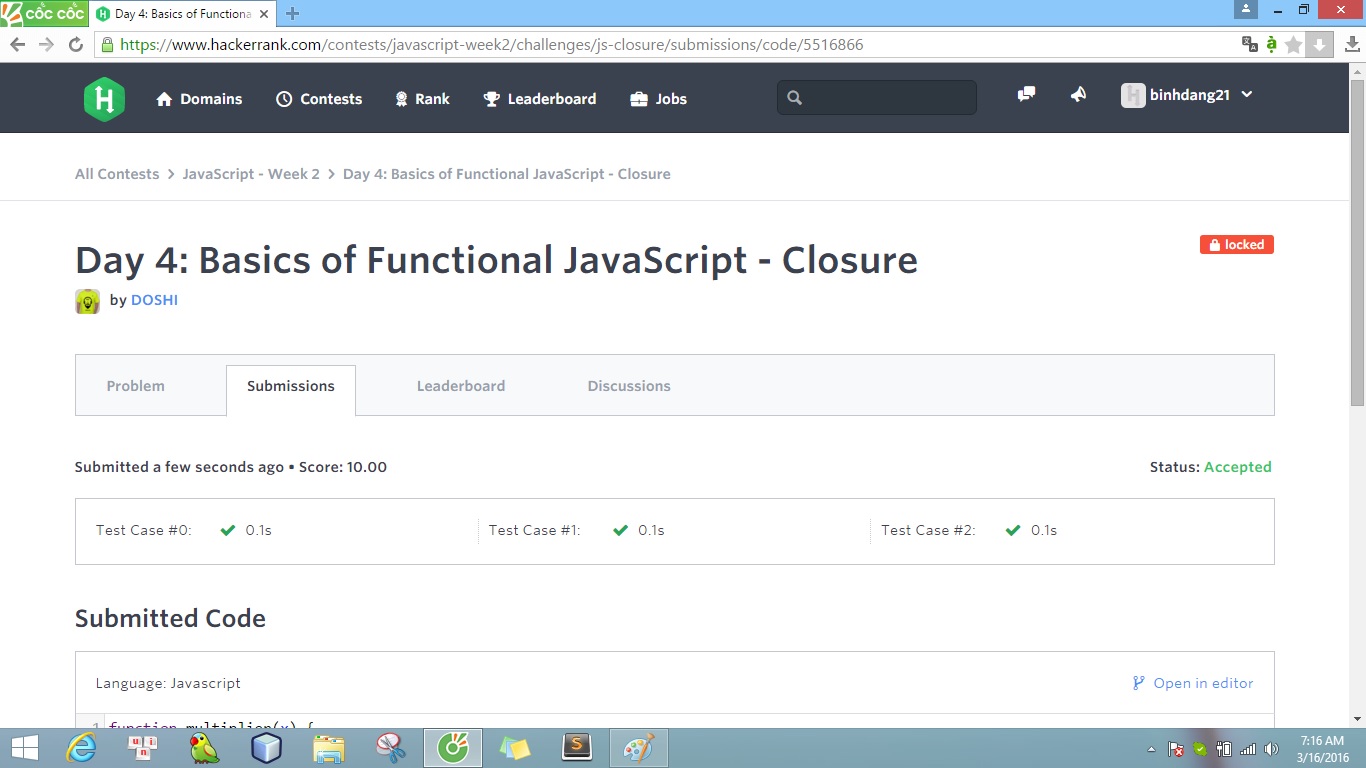 CỐC CỐC
Day 4: Basics of Functiona
https://www.hackerrank.com/contests/javascript-week2/challenges/js-closure/submissions/code/5516866
H Domains Contests Rank Leaderboard Jobs binhdang21
All Contests > JavaScript - Week 2 > Day 4: Basics of Functional JavaScript - Closure
Day 4: Basics of Functional JavaScript - Closure
locked
by DOSHI
Problem Submissions Leaderboard Discussions
Submitted a few seconds ago • Score: 10.00 Status: Accepted
Test Case #0: 0.1s Test Case #1: 0.1s Test Case #2: 0.1s
Submitted Code
Language: Javascript Open in editor
1 function multiplier(x) {
7:16 AM
3/16/2016